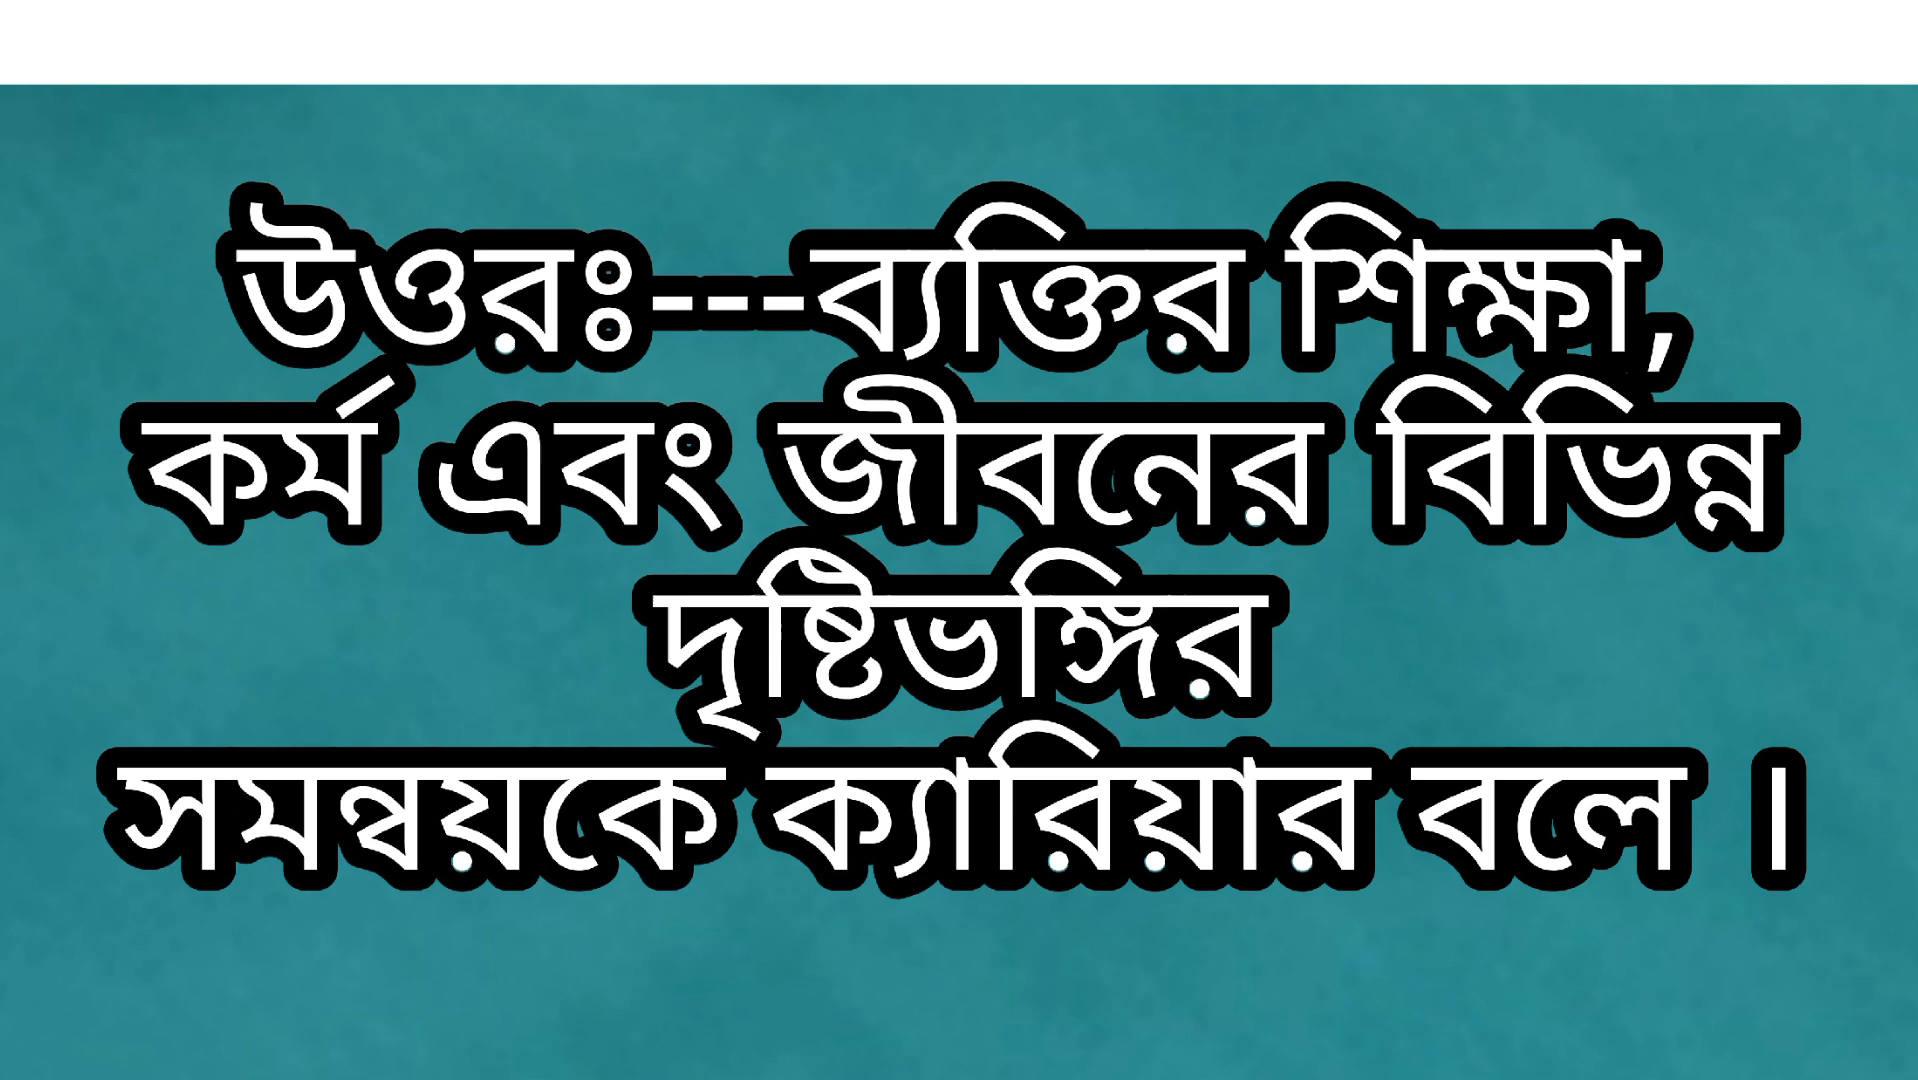 উওরঃ---ব্যক্তির শিক্ষা,
কর্ম এবং জীবনের বিভিন্ন
দৃষ্টিভঙ্গির
সমন্বয়কে ক্যারিয়ার বলে ।